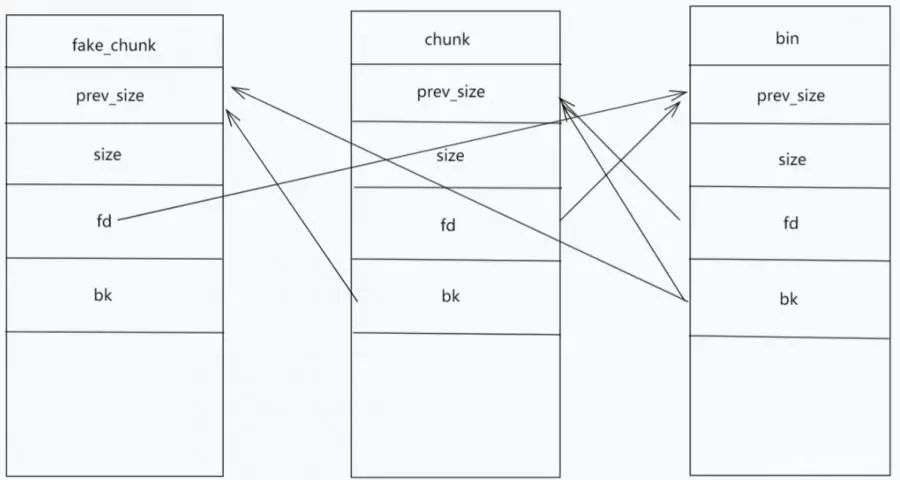 fake_chunk
prev_size
size
fd
bk
chunk
prev_size
size
fd
bk
bin
prev_size
size
fd
bk